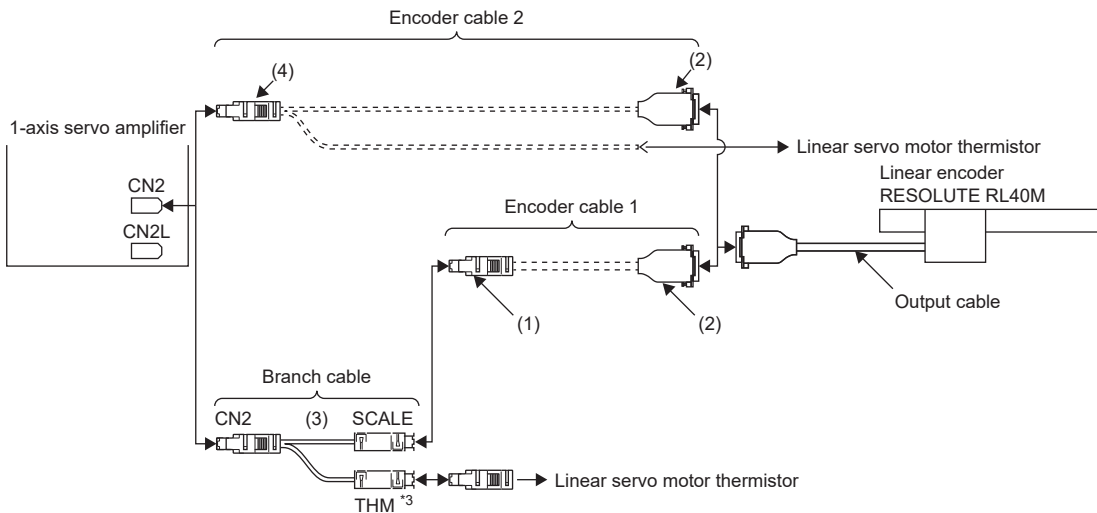 Encoder cable 2
(4)
(2)
1-axis servo amplifier
Linear servo motor thermistor
Linear encoder
RESOLUTE RL40M
CN2
CN2L
Encoder cable 1
Output cable
(1)
(2)
Branch cable
CN2
(3)
SCALE
Linear servo motor thermistor
THM *3